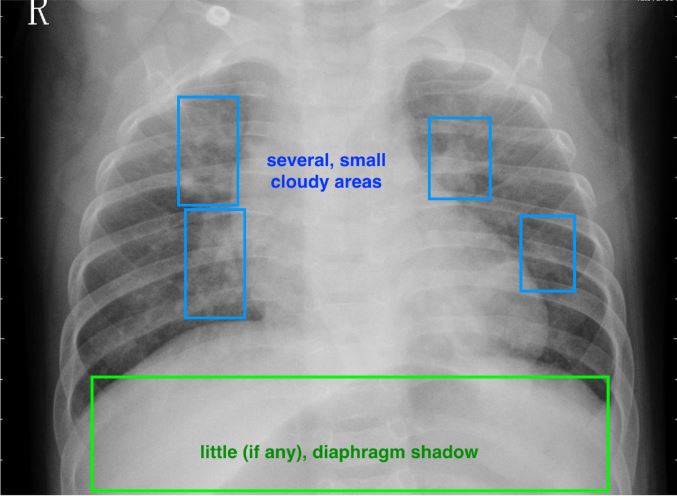 R
several, small
cloudy areas
little (if any), diaphragm shadow